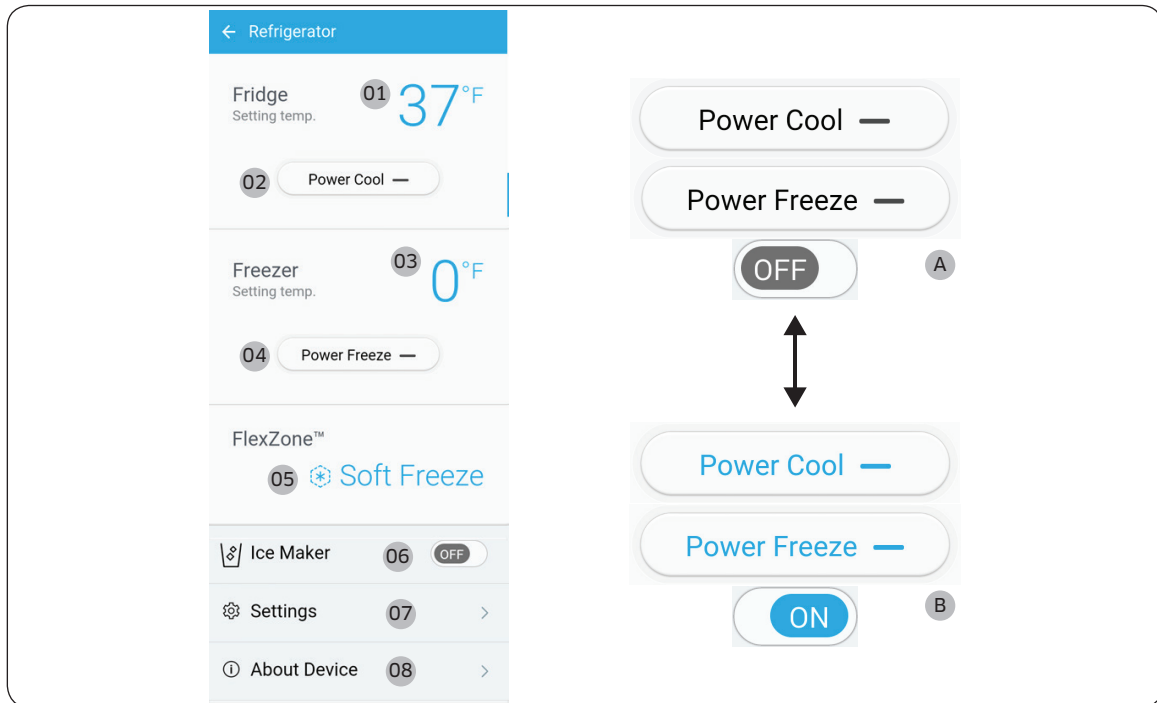 ← Refrigerator
Fridge
Setting temp.
01 37°F
02 Power Cool —
Freezer
Setting temp.
03 0°F
04 Power Freeze —
FlexZone™
05 Soft Freeze
Ice Maker 06 OFF
Settings 07 >
About Device 08 >
Power Cool —
Power Freeze —
OFF A
Power Cool —
Power Freeze —
ON B